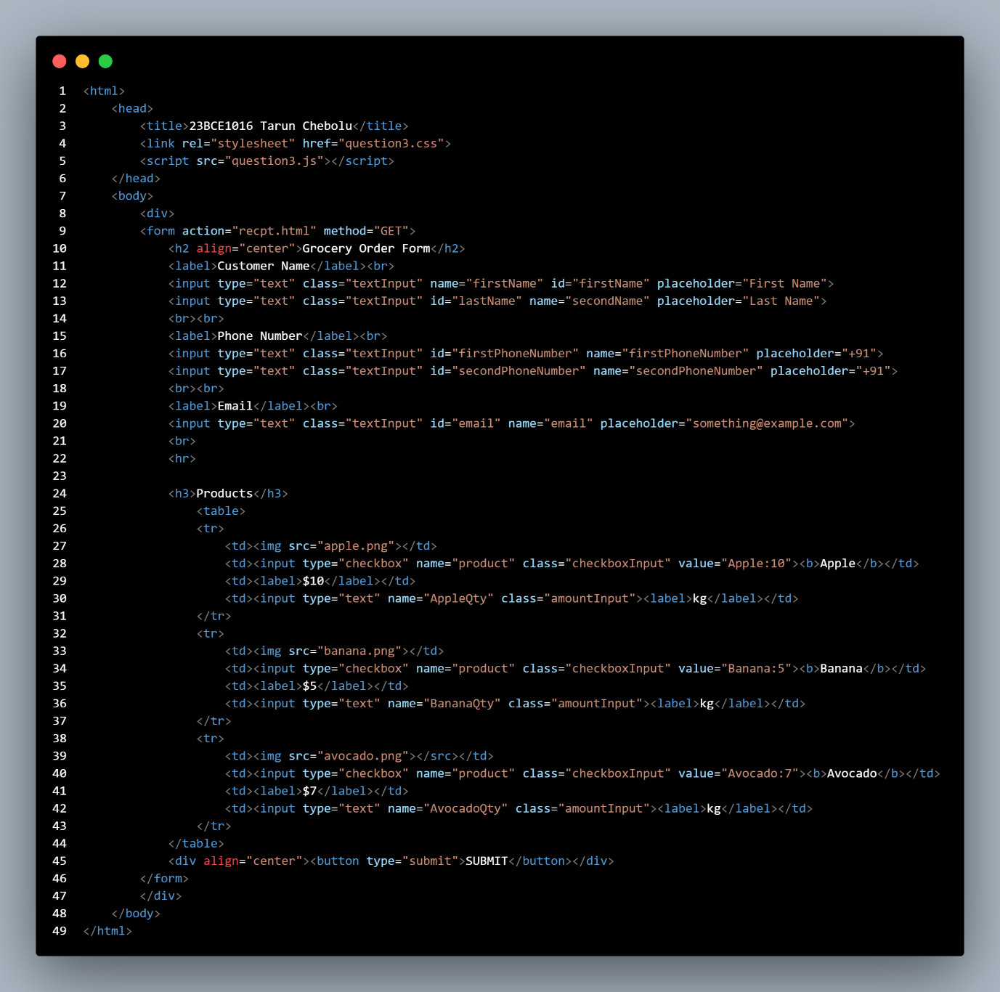 1 <html>
2     <head>
3         <title>23BCE1016 Tarun Chebolu</title>
4         <link rel="stylesheet" href="question3.css">
5         <script src="question3.js"></script>
6     </head>
7     <body>
8         <div>
9         <form action="recpt.html" method="GET">
10             <h2 align="center">Grocery Order Form</h2>
11             <label>Customer Name</label><br>
12             <input type="text" class="textInput" name="firstName" id="firstName" placeholder="First Name">
13             <input type="text" class="textInput" id="lastName" name="secondName" placeholder="Last Name">
14             <br><br>
15             <label>Phone Number</label><br>
16             <input type="text" class="textInput" id="firstPhoneNumber" name="firstPhoneNumber" placeholder="+91">
17             <input type="text" class="textInput" id="secondPhoneNumber" name="secondPhoneNumber" placeholder="+91">
18             <br><br>
19             <label>Email</label><br>
20             <input type="text" class="textInput" id="email" name="email" placeholder="something@example.com">
21             <br>
22             <hr>
23
24             <h3>Products</h3>
25                 <table>
26                 <tr>
27                     <td><img src="apple.png"></td>
28                     <td><input type="checkbox" name="product" class="checkboxInput" value="Apple:10"><b>Apple</b></td>
29                     <td><label>$10</label></td>
30                     <td><input type="text" name="AppleQty" class="amountInput"><label>kg</label></td>
31                 </tr>
32                 <tr>
33                     <td><img src="banana.png"></td>
34                     <td><input type="checkbox" name="product" class="checkboxInput" value="Banana:5"><b>Banana</b></td>
35                     <td><label>$5</label></td>
36                     <td><input type="text" name="BananaQty" class="amountInput"><label>kg</label></td>
37                 </tr>
38                 <tr>
39                     <td><img src="avocado.png"></src></td>
40                     <td><input type="checkbox" name="product" class="checkboxInput" value="Avocado:7"><b>Avocado</b></td>
41                     <td><label>$7</label></td>
42                     <td><input type="text" name="AvocadoQty" class="amountInput"><label>kg</label></td>
43                 </tr>
44             </table>
45             <div align="center"><button type="submit">SUBMIT</button></div>
46         </form>
47         </div>
48     </body>
49 </html>